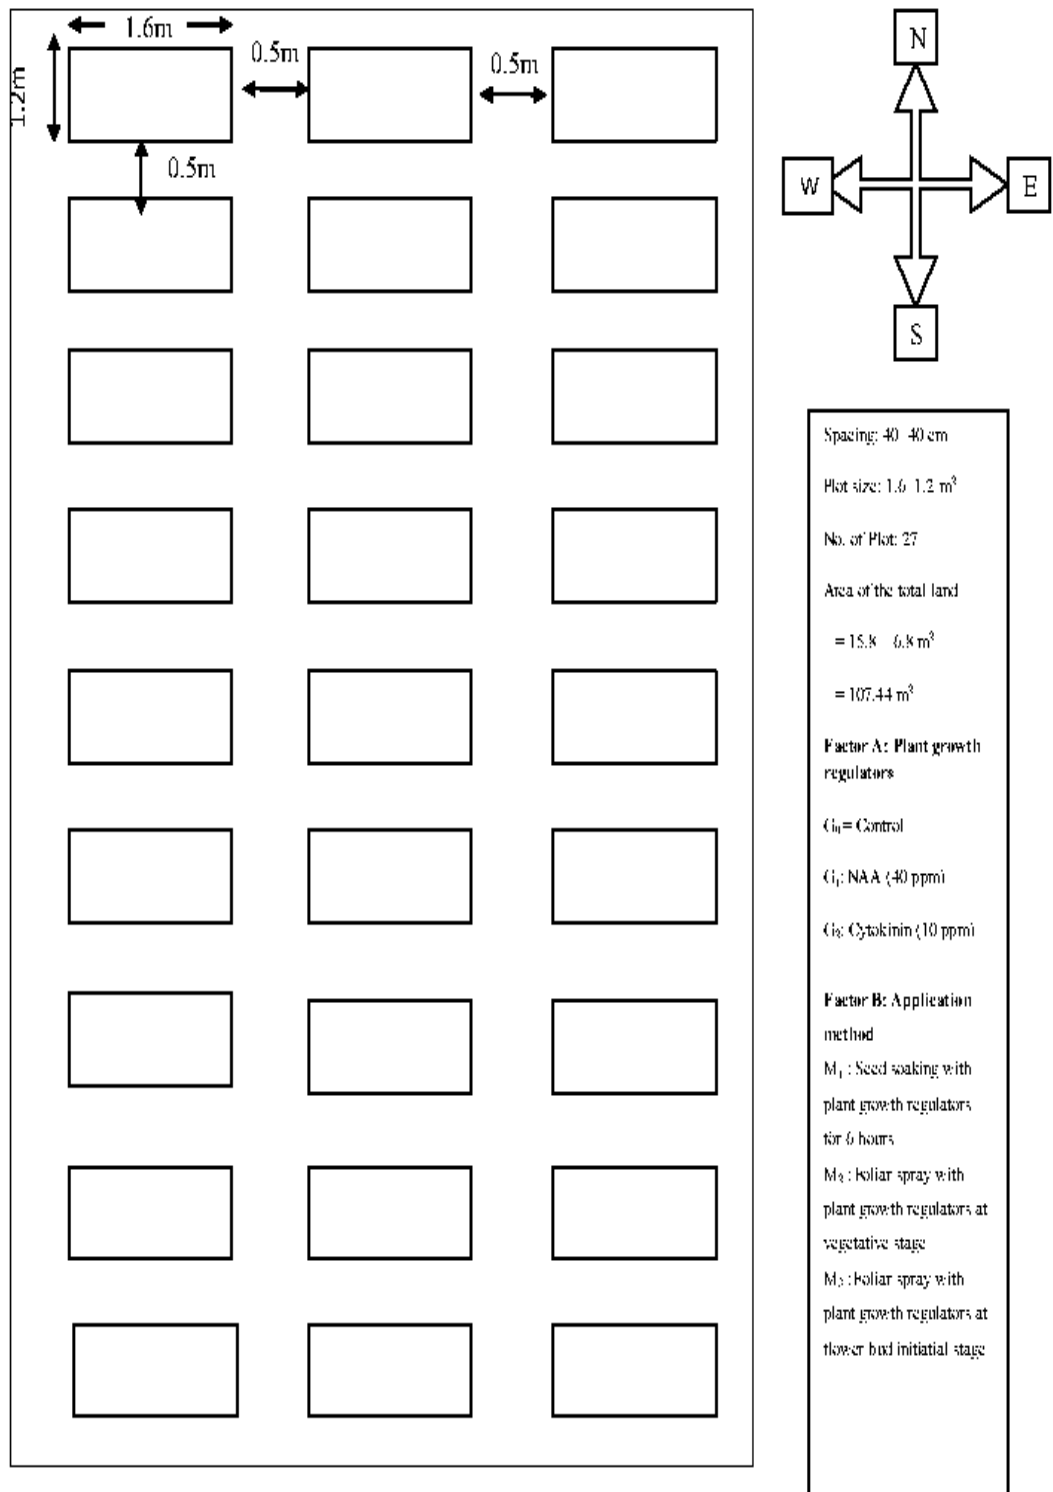 1.6m
0.5m
0.5m
1.2m
0.5m
N
W
E
S
Spacing: 40 40 cm
Plot size: 1.6 1.2 m²
No. of Plot: 27
Area of the total land
= 15.8 6.8 m²
= 107.44 m²
Factor A: Plant growth
regulators
G₀= Control
G₁: NAA (40 ppm)
G₂: Cytokinin (10 ppm)
Factor B: Application
method
M₁ : Seed soaking with
plant growth regulators
for 6 hours
M₂ : Foliar spray with
plant growth regulators at
vegetative stage
M₃ :Foliar spray with
plant growth regulators at
flower bud initiatial stage